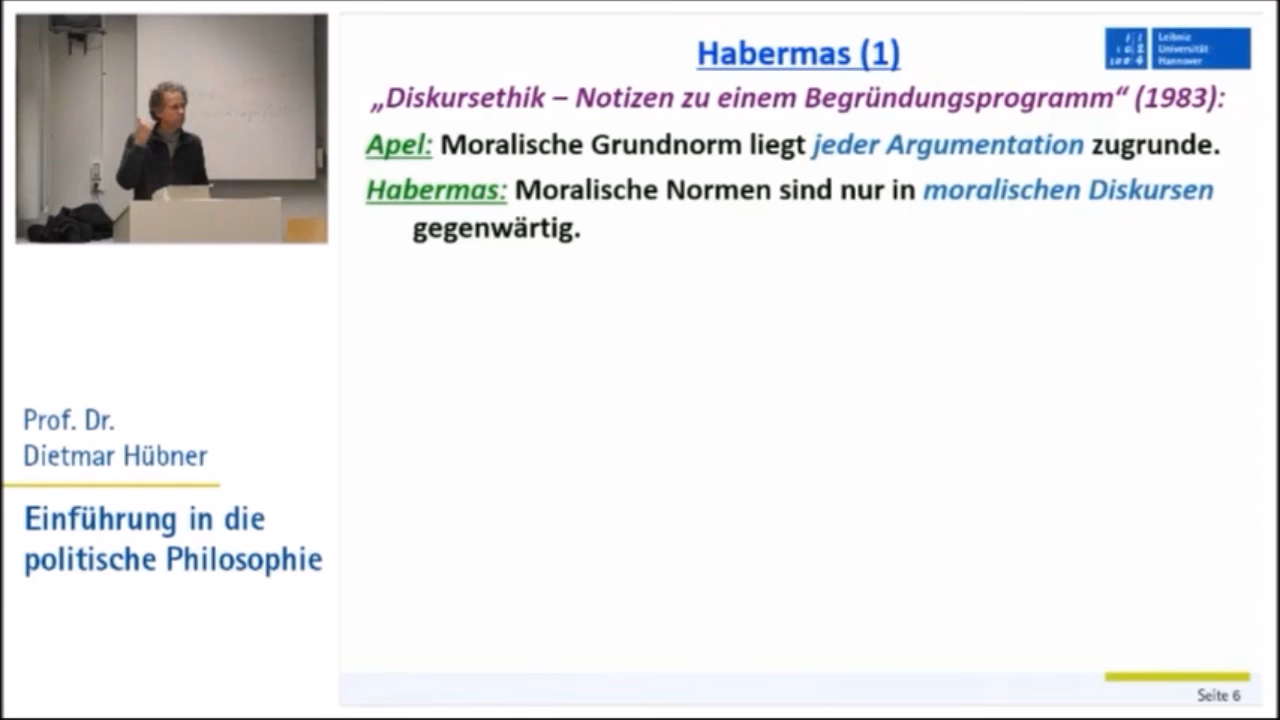 Habermas (1)
Leibniz
Universität
Hannover
„Diskursethik – Notizen zu einem Begründungsprogramm“ (1983):
Apel: Moralische Grundnorm liegt jeder Argumentation zugrunde.
Habermas: Moralische Normen sind nur in moralischen Diskursen
gegenwärtig.
Prof. Dr.
Dietmar Hübner
Einführung in die
politische Philosophie
Seite 6